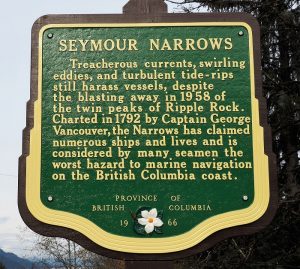 SEYMOUR NARROWS
Treacherous currents, swirling
eddies, and turbulent tide-rips
still harass vessels, despite
the blasting away in 1958 of
the twin peaks of Ripple Rock.
Charted in 1792 by Captain George
Vancouver, the Narrows has claimed
numerous ships and lives and is
considered by many seamen the
worst hazard to marine navigation
on the British Columbia coast.
PROVINCE OF
BRITISH COLUMBIA
1966